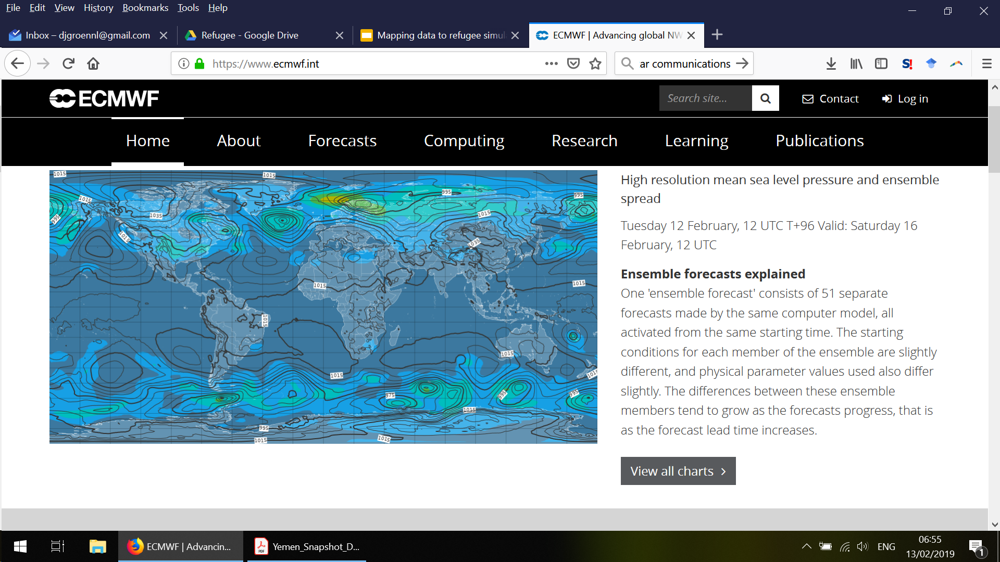 File Edit View History Bookmarks Tools Help
Inbox – djgroennl@gmail.com
Refugee - Google Drive
Mapping data to refugee simul
ECMWF | Advancing global NW
https://www.ecmwf.int
ar communications
S!
ECMWF
Search site...
Contact
Log in
Home About Forecasts Computing Research Learning Publications
1015
1015
995
995
1015
1035
1015
995
1015
1035
1015
1015
1015
1015
1015
1015
975
995
995
1015
1015
995
1015
1015
High resolution mean sea level pressure and ensemble
spread
Tuesday 12 February, 12 UTC T+96 Valid: Saturday 16
February, 12 UTC
Ensemble forecasts explained
One 'ensemble forecast' consists of 51 separate
forecasts made by the same computer model, all
activated from the same starting time. The starting
conditions for each member of the ensemble are slightly
different, and physical parameter values used also differ
slightly. The differences between these ensemble
members tend to grow as the forecasts progress, that is
as the forecast lead time increases.
View all charts
ECMWF | Advancin...
PDF
Yemen_Snapshot_D...
ENG
06:55
13/02/2019
1